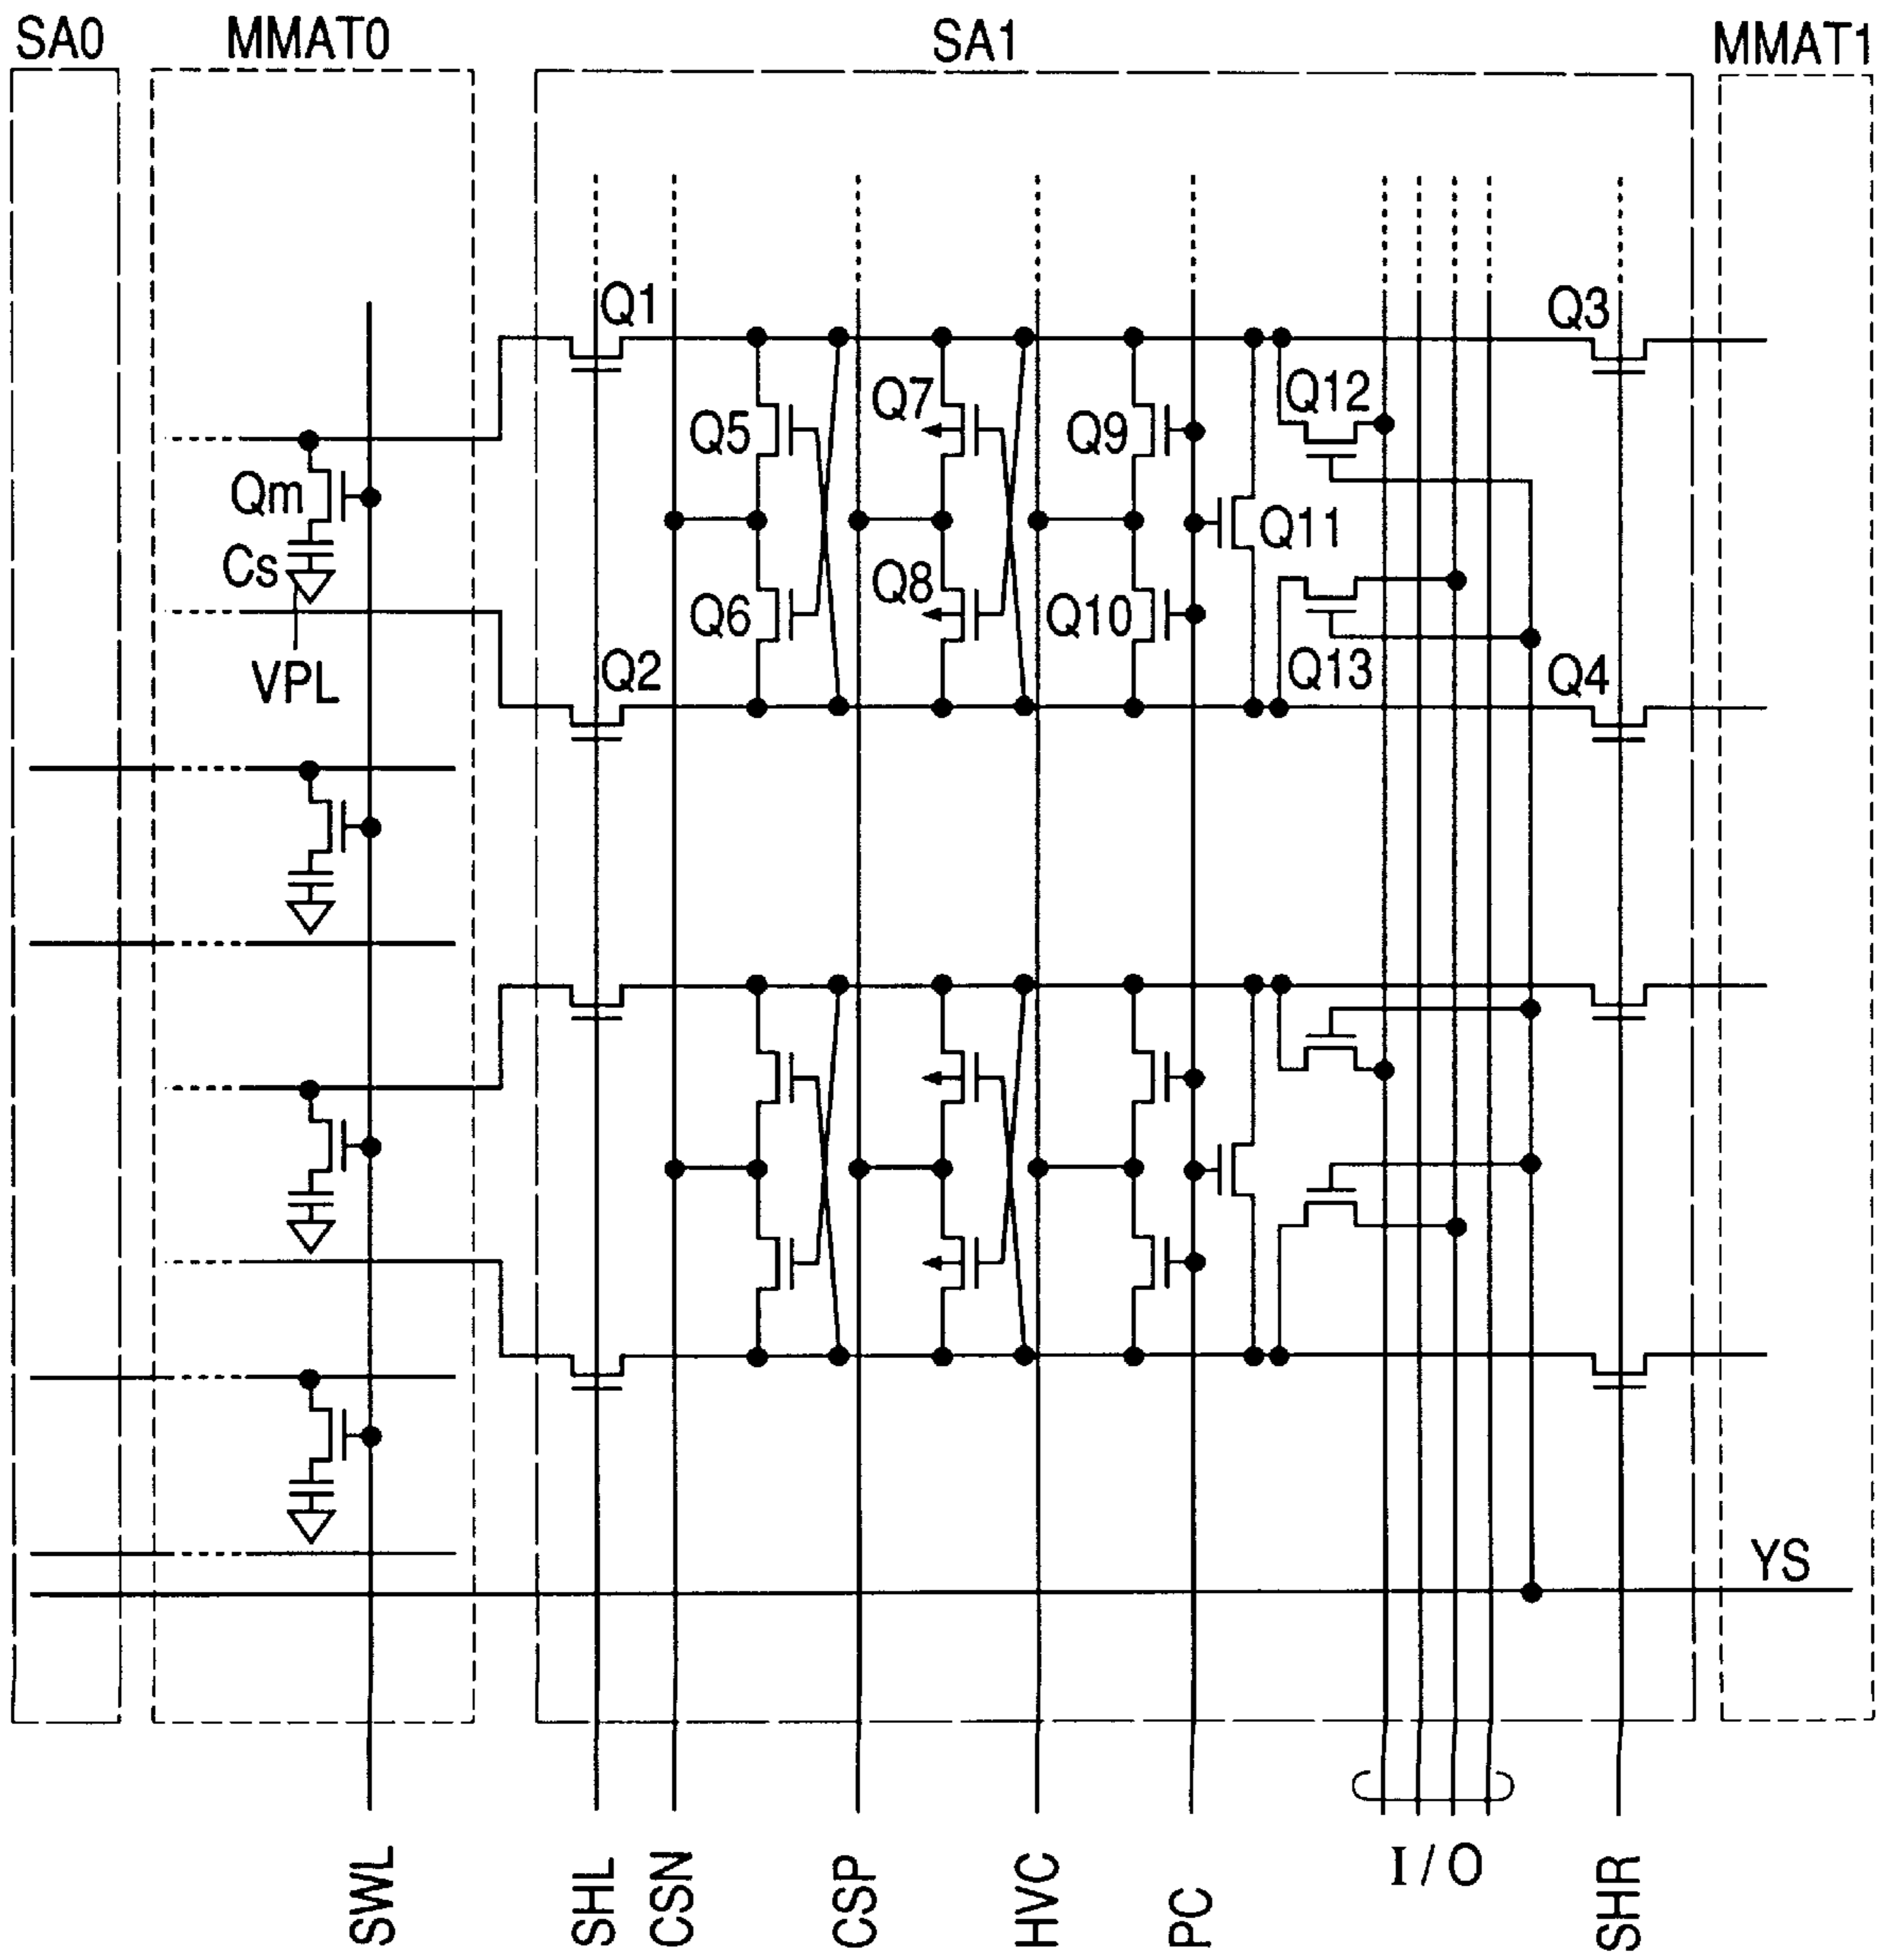 SA0 MMAT0 SA1 MMAT1
Q1 Q3
Q7 Q12
Q5 Q9
Qm
Q11
Cs Q8
Q6 Q10
VPL Q2 Q13 Q4
YS
SWL SHL CSN CSP HVC PC I/O SHR